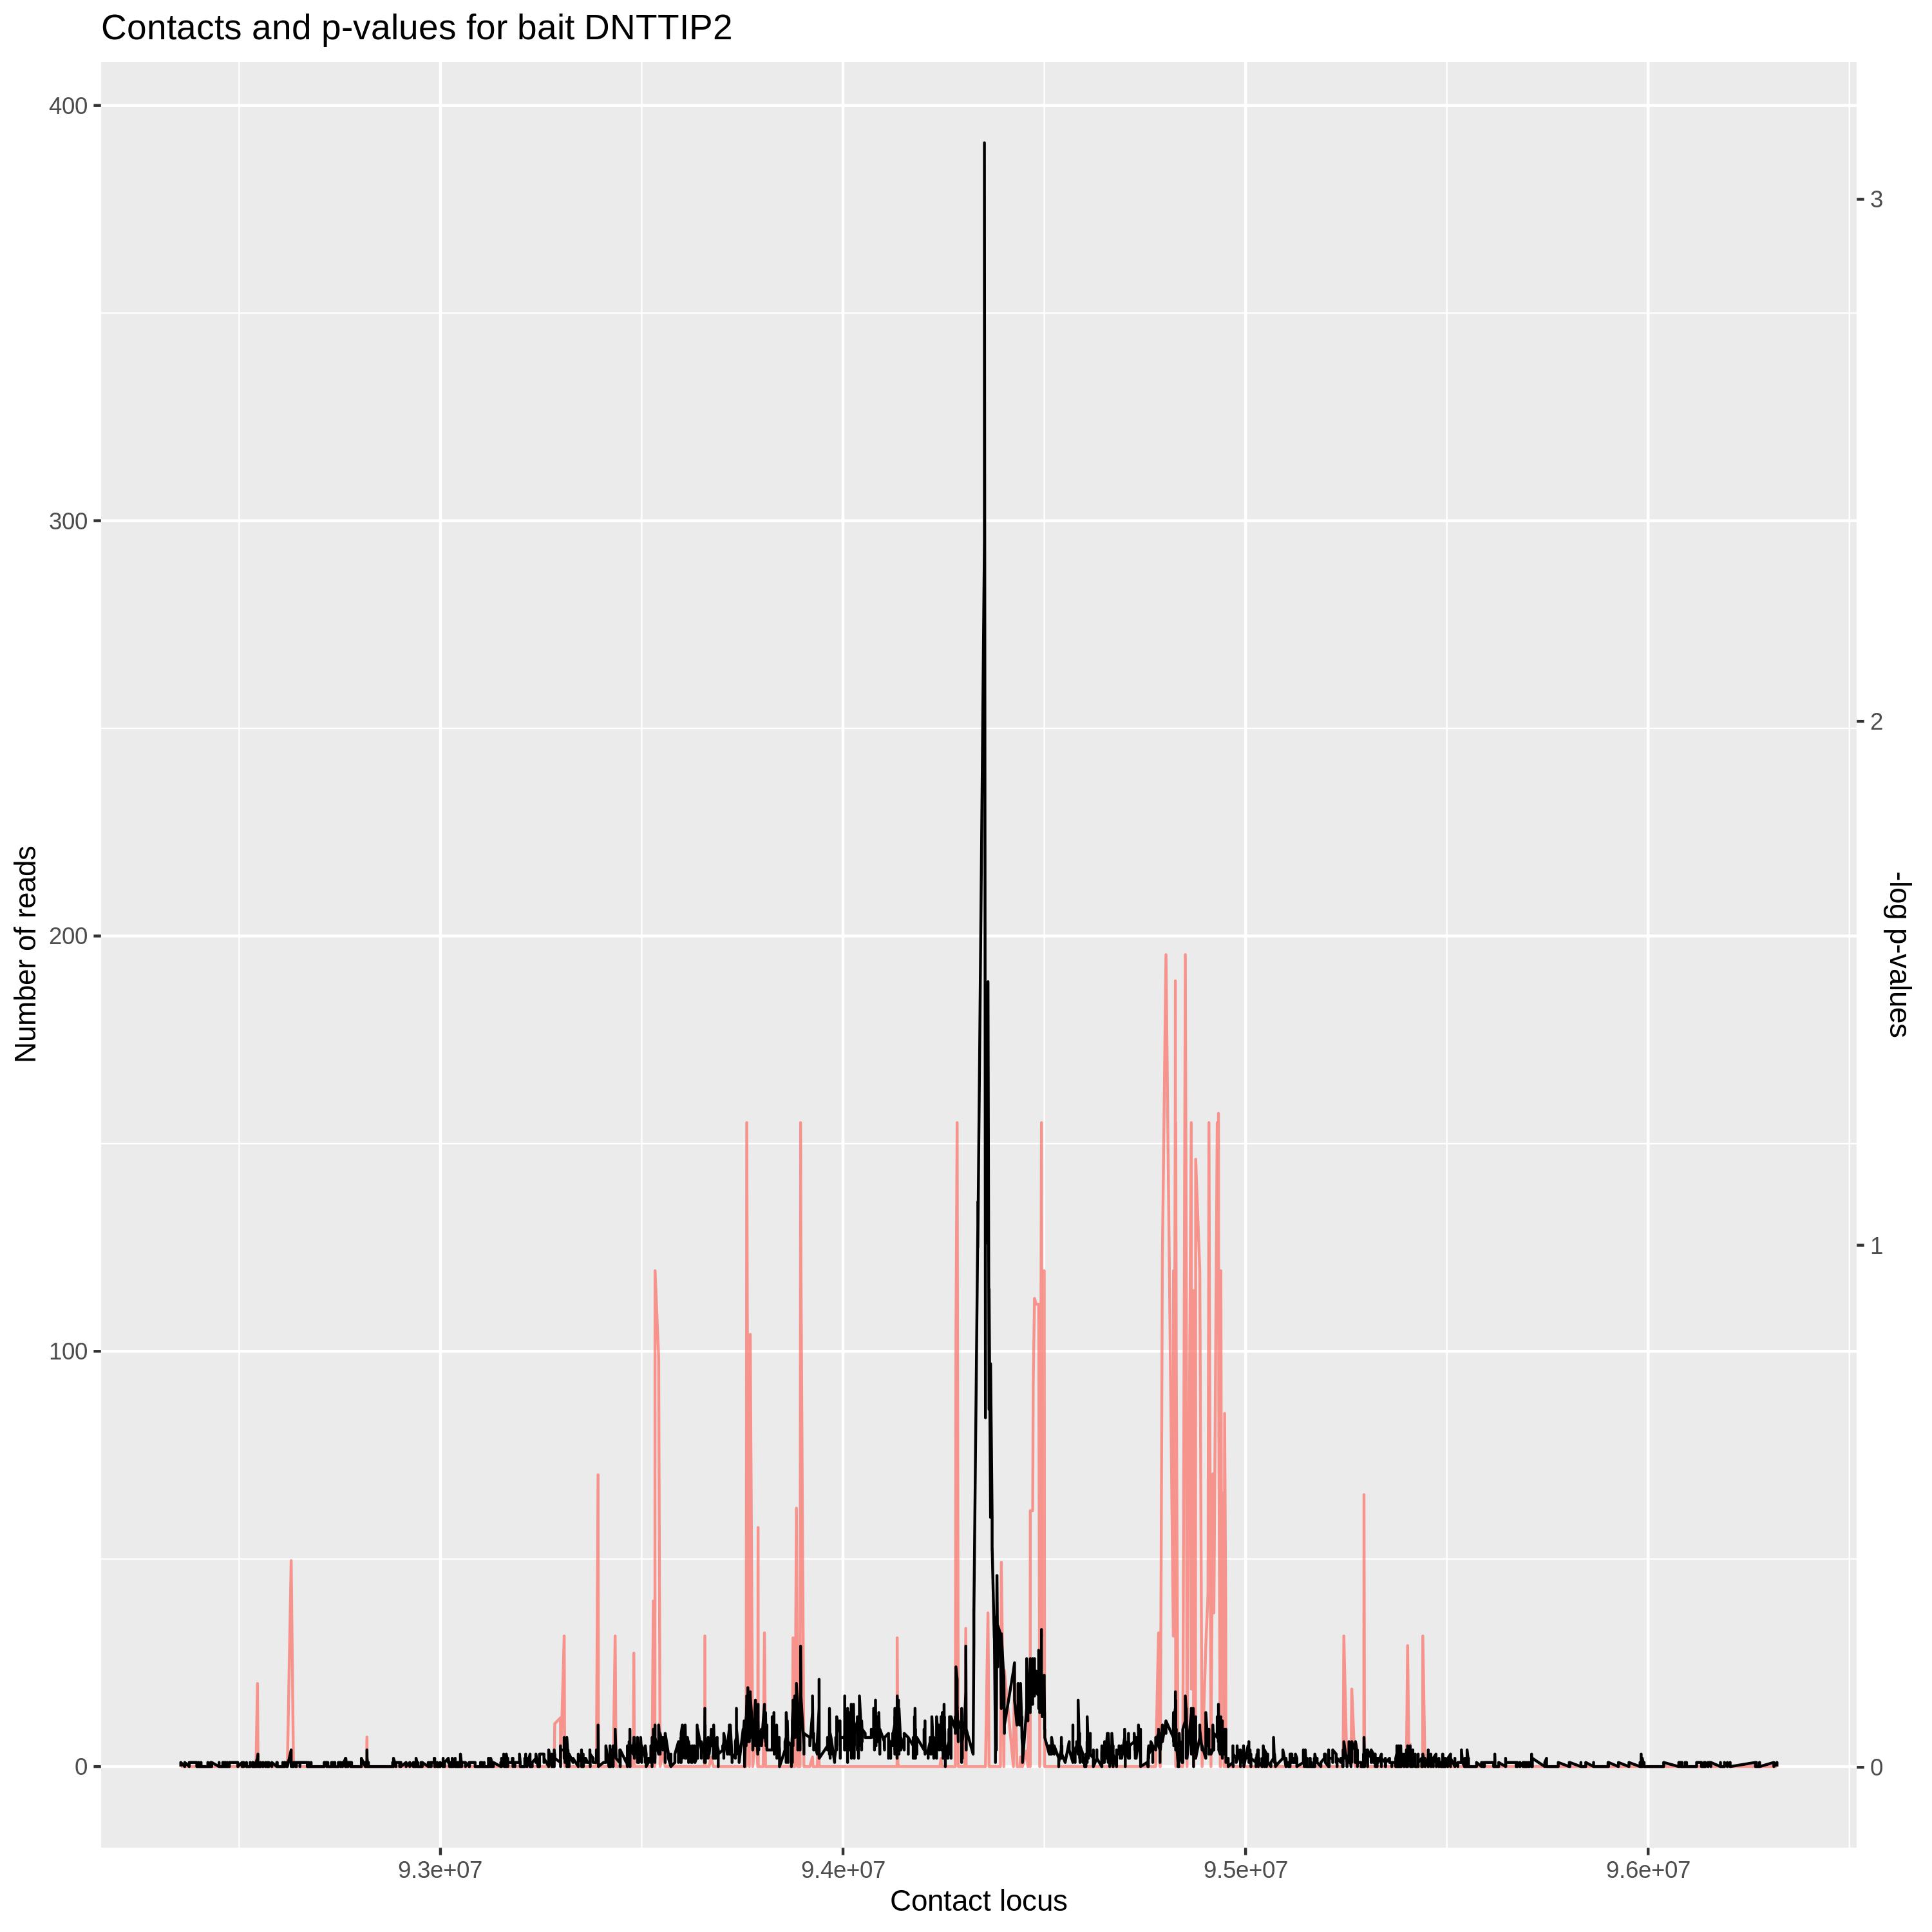 Contacts and p-values for bait DNTTIP2
400
300
200
100
0
3
2
1
0
Number of reads
-log p-values
9.3e+07
9.4e+07
9.5e+07
9.6e+07
Contact locus